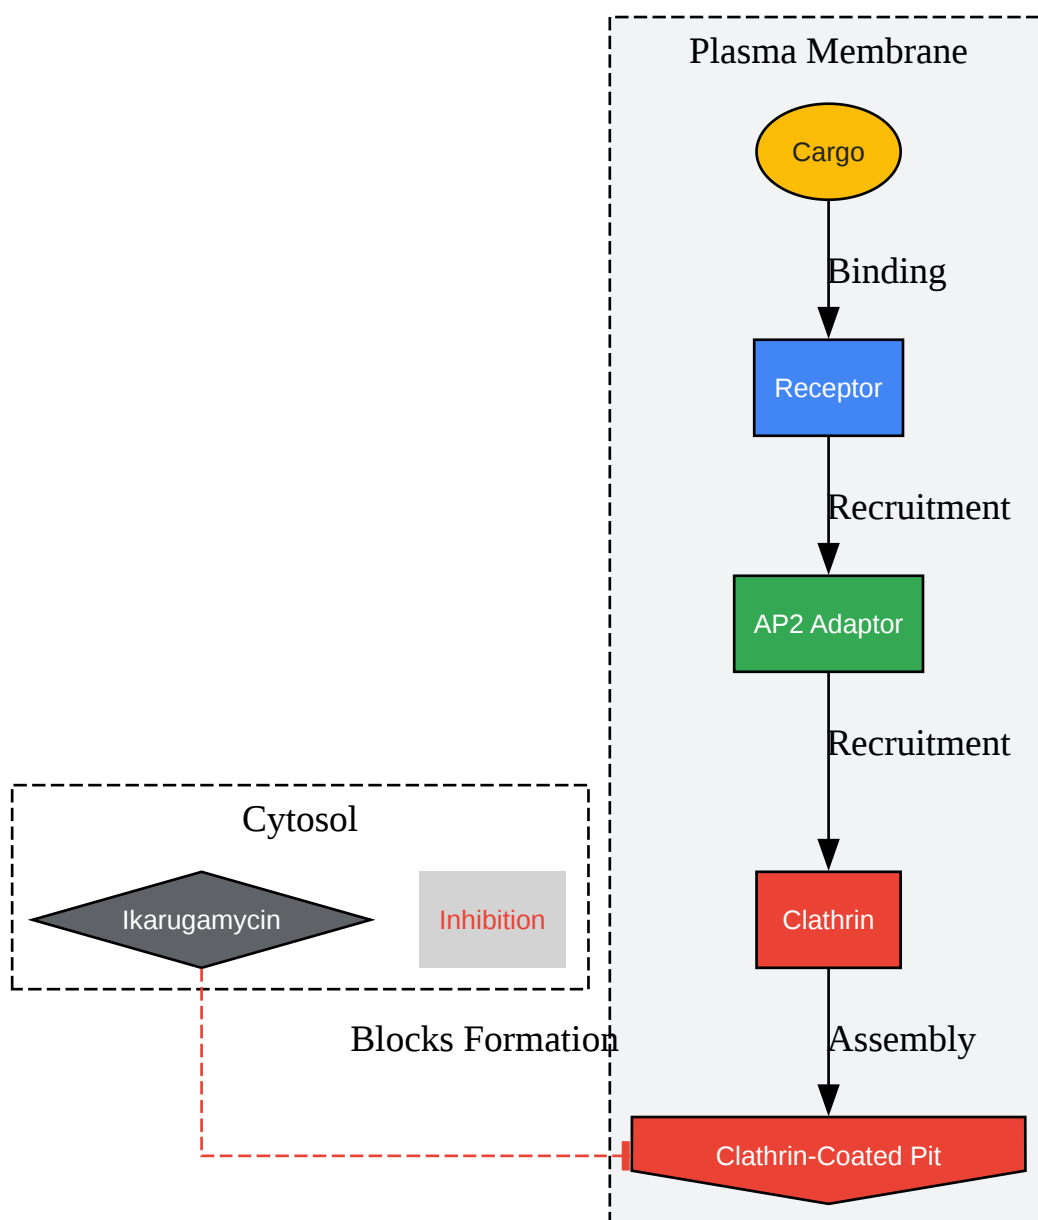 Plasma Membrane
Cargo
Binding
Receptor
Recruitment
AP2 Adaptor
Recruitment
Cytosol
Ikarugamycin
Inhibition
Clathrin
Blocks Formation
Assembly
Clathrin-Coated Pit